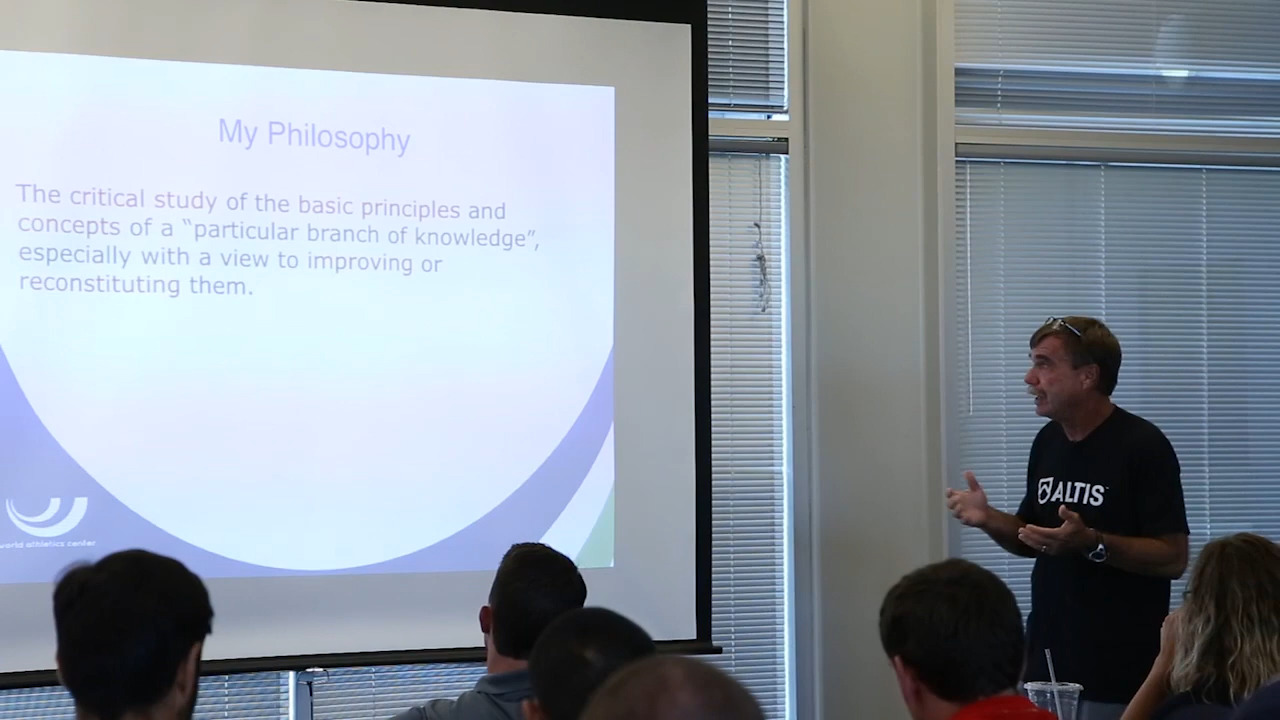 My Philosophy
The critical study of the basic principles and
concepts of a “particular branch of knowledge”,
especially with a view to improving or
reconstituting them.
world athletics center
ALTIS